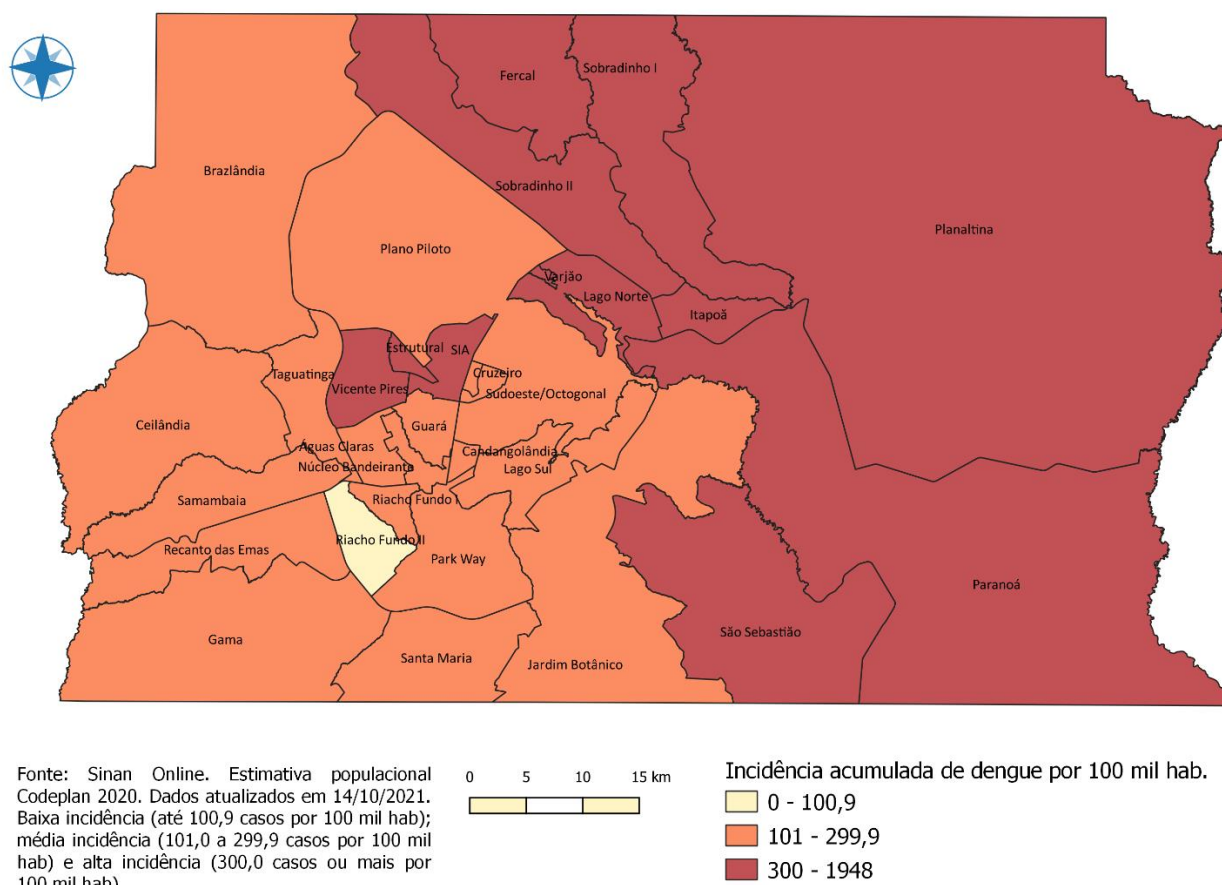 Fercal
Sobradinho I
Brazlândia
Sobradinho II
Planaltina
Plano Piloto
Varjão
Lago Norte
Itapoã
Estrutural
SIA
Taguatinga
Cruzeiro
Vicente Pires
Sudoeste/Octogonal
Ceilândia
Guará
Águas Claras
Candangolândia
Núcleo Bandeirante
Lago Sul
Samambaia
Riacho Fundo I
Riacho Fundo II
Recanto das Emas
Park Way
Paranoá
Gama
São Sebastião
Santa Maria
Jardim Botânico
Fonte: Sinan Online. Estimativa populacional
Codeplan 2020. Dados atualizados em 14/10/2021.
Baixa incidência (até 100,9 casos por 100 mil hab);
média incidência (101,0 a 299,9 casos por 100 mil
hab) e alta incidência (300,0 casos ou mais por
100 mil hab)
0 5 10 15 km
Incidência acumulada de dengue por 100 mil hab.
0 - 100,9
101 - 299,9
300 - 1948